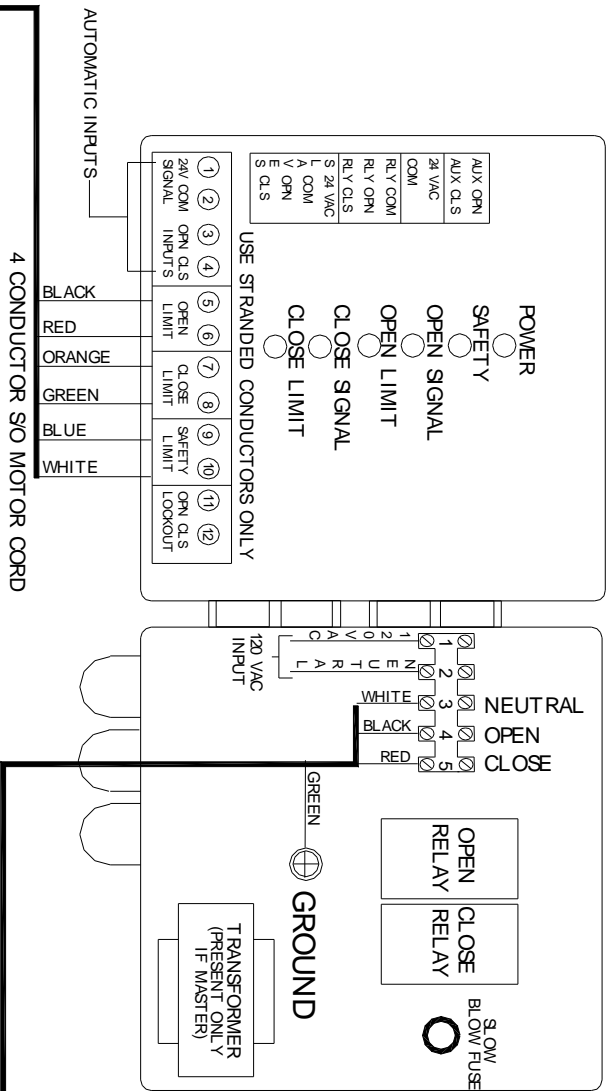 AUTOMATIC INPUTS
4 CONDUCTOR S/O MOTOR CORD
AUX OPN
AUX CLS
24 VAC
COM
RLY COM
RLY OPN
RLY CLS
S 24 VAC
L
A COM
V OPN
E
S CLS
POWER
SAFETY
OPEN SIGNAL
OPEN LIMIT
CLOSE SIGNAL
CLOSE LIMIT
USE STRANDED CONDUCTORS ONLY
1 2 3 4 5 6 7 8 9 10 11 12
24V COM
SIGNAL
OPN CLS
INPUTS
OPEN
LIMIT
CLOSE
LIMIT
SAFETY
LIMIT
OPN CLS
LOCKOUT
BLACK
RED
ORANGE
GREEN
BLUE
WHITE
1 2 3 4 5
NEUTRAL
OPEN
CLOSE
120VAC
NEUTRAL
120 VAC
INPUT
WHITE
BLACK
RED
GREEN
GROUND
OPEN
RELAY
CLOSE
RELAY
SLOW
BLOW FUSE
TRANSFORMER
(PRESENT ONLY
IF MASTER)